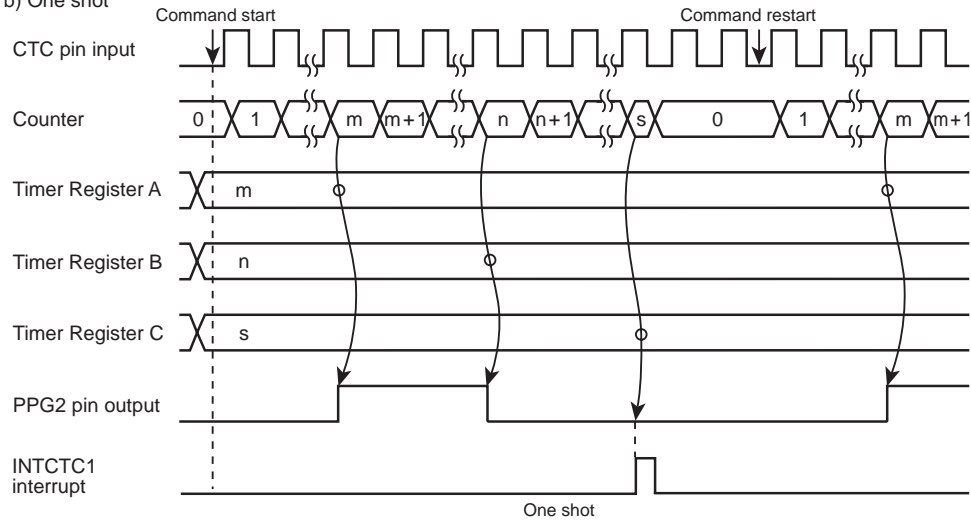 b) One shot
Command start
Command restart
CTC pin input
Counter
0 1 m m+1 n n+1 s 0 1 m m+1
Timer Register A
m
Timer Register B
n
Timer Register C
s
PPG2 pin output
INTCTC1
interrupt
One shot